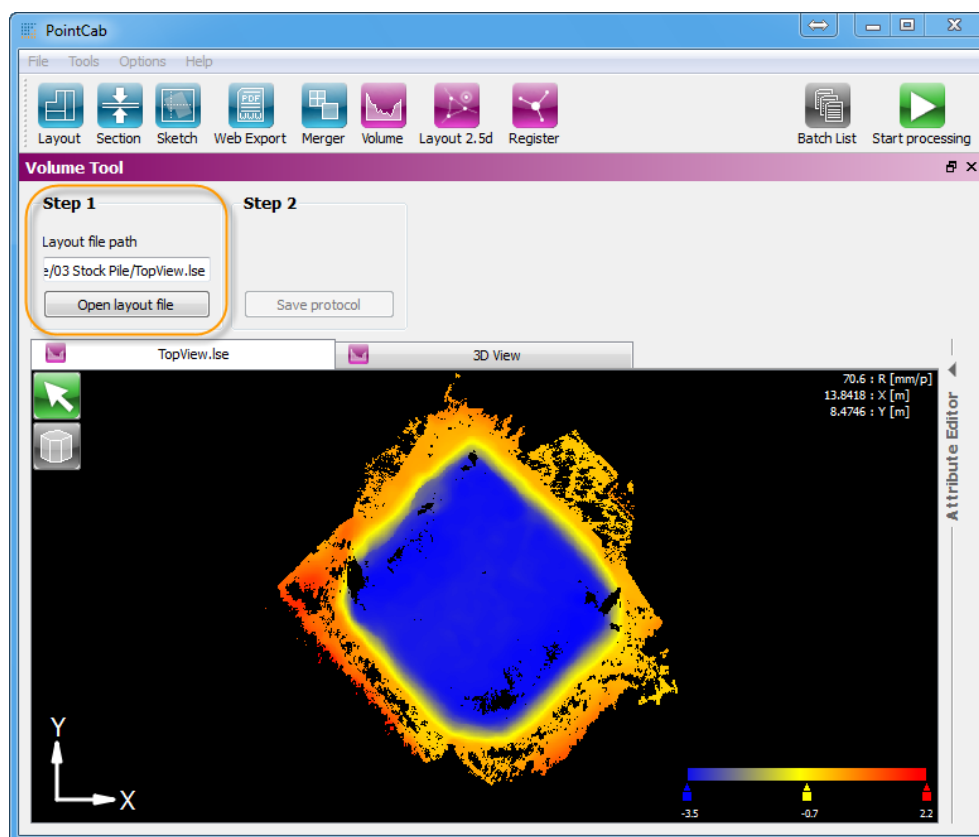 PointCab
File Tools Options Help
Layout Section Sketch Web Export Merger Volume Layout 2.5d Register Batch List Start processing
PDF
Volume Tool
Step 1 Step 2
Layout file path
e/03 Stock Pile/TopView.lse
Open layout file Save protocol
TopView.lse 3D View
70.6 : R [mm/p]
13.8418 : X [m]
8.4746 : Y [m]
Attribute Editor
Y
X
-3.5 -0.7 2.2